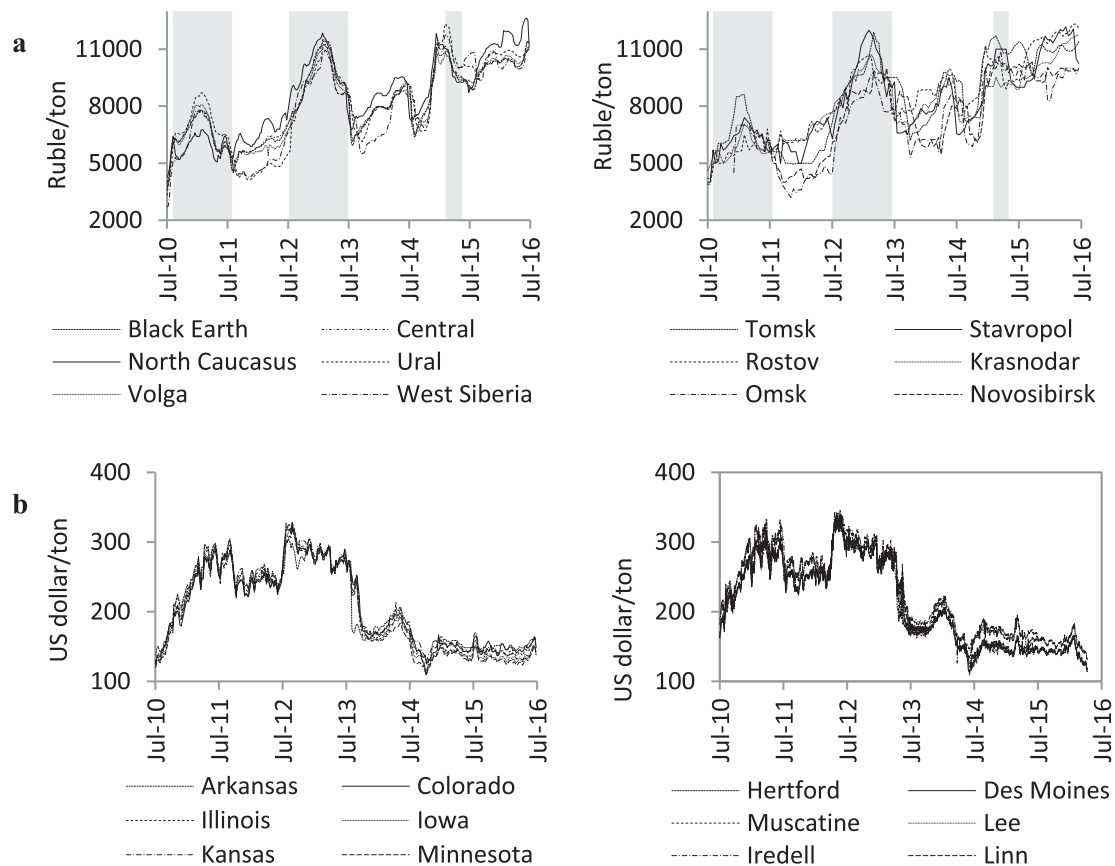 a
Ruble/ton
11000
8000
5000
2000
Jul-10
Jul-11
Jul-12
Jul-13
Jul-14
Jul-15
Jul-16
Black Earth
Central
North Caucasus
Ural
Volga
West Siberia
Ruble/ton
11000
8000
5000
2000
Jul-10
Jul-11
Jul-12
Jul-13
Jul-14
Jul-15
Jul-16
Tomsk
Stavropol
Rostov
Krasnodar
Omsk
Novosibirsk
b
US dollar/ton
400
300
200
100
Jul-10
Jul-11
Jul-12
Jul-13
Jul-14
Jul-15
Jul-16
Arkansas
Colorado
Illinois
Iowa
Kansas
Minnesota
US dollar/ton
400
300
200
100
Jul-10
Jul-11
Jul-12
Jul-13
Jul-14
Jul-15
Jul-16
Hertford
Des Moines
Muscatine
Lee
Iredell
Linn